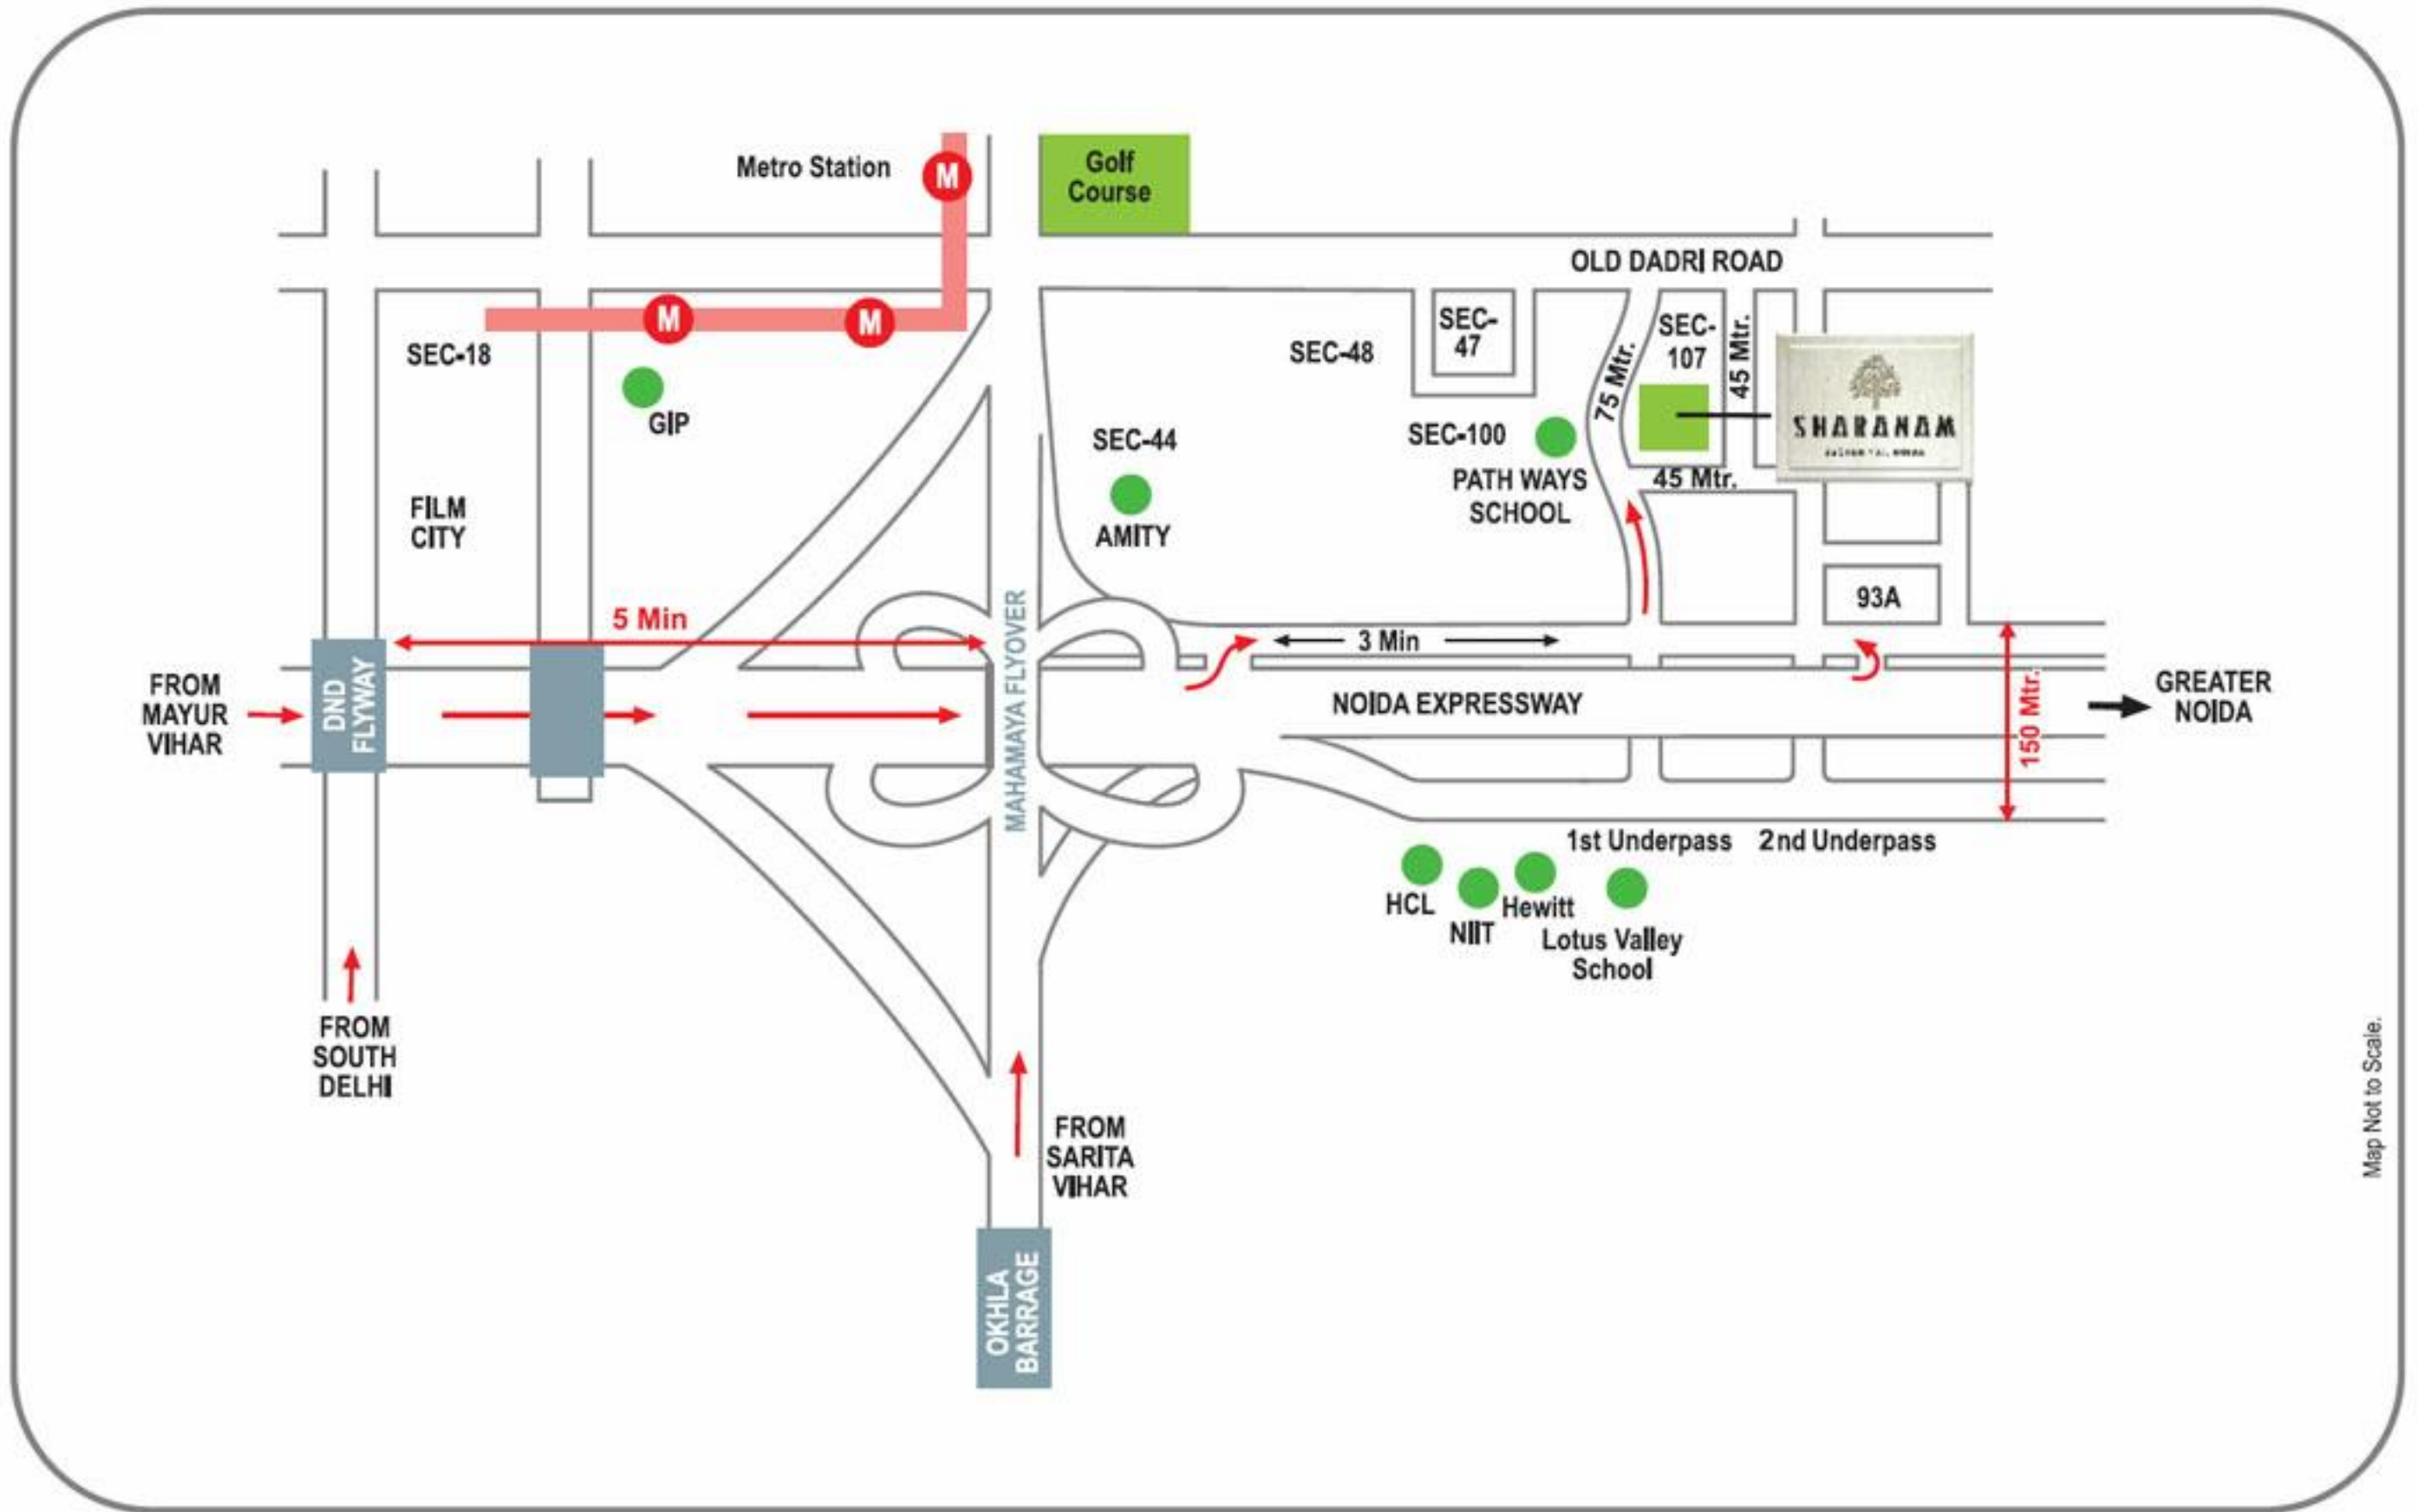 Metro Station
M
Golf
Course
OLD DADRI ROAD
M
M
SEC-18
GIP
SEC-48
SEC-
47
75 Mtr.
SEC-
107
45 Mtr.
SHARANAM
SEC-44
AMITY
SEC-100
PATH WAYS
SCHOOL
45 Mtr.
FILM
CITY
93A
5 Min
3 Min
FROM
MAYUR
VIHAR
DND
FLYWAY
MAHAMAYA FLYOVER
NOIDA EXPRESSWAY
150 Mtr.
GREATER
NOIDA
1st Underpass
2nd Underpass
HCL
NIIT
Hewitt
Lotus Valley
School
FROM
SOUTH
DELHI
FROM
SARITA
VIHAR
OKHLA
BARRAGE
Map Not to Scale.